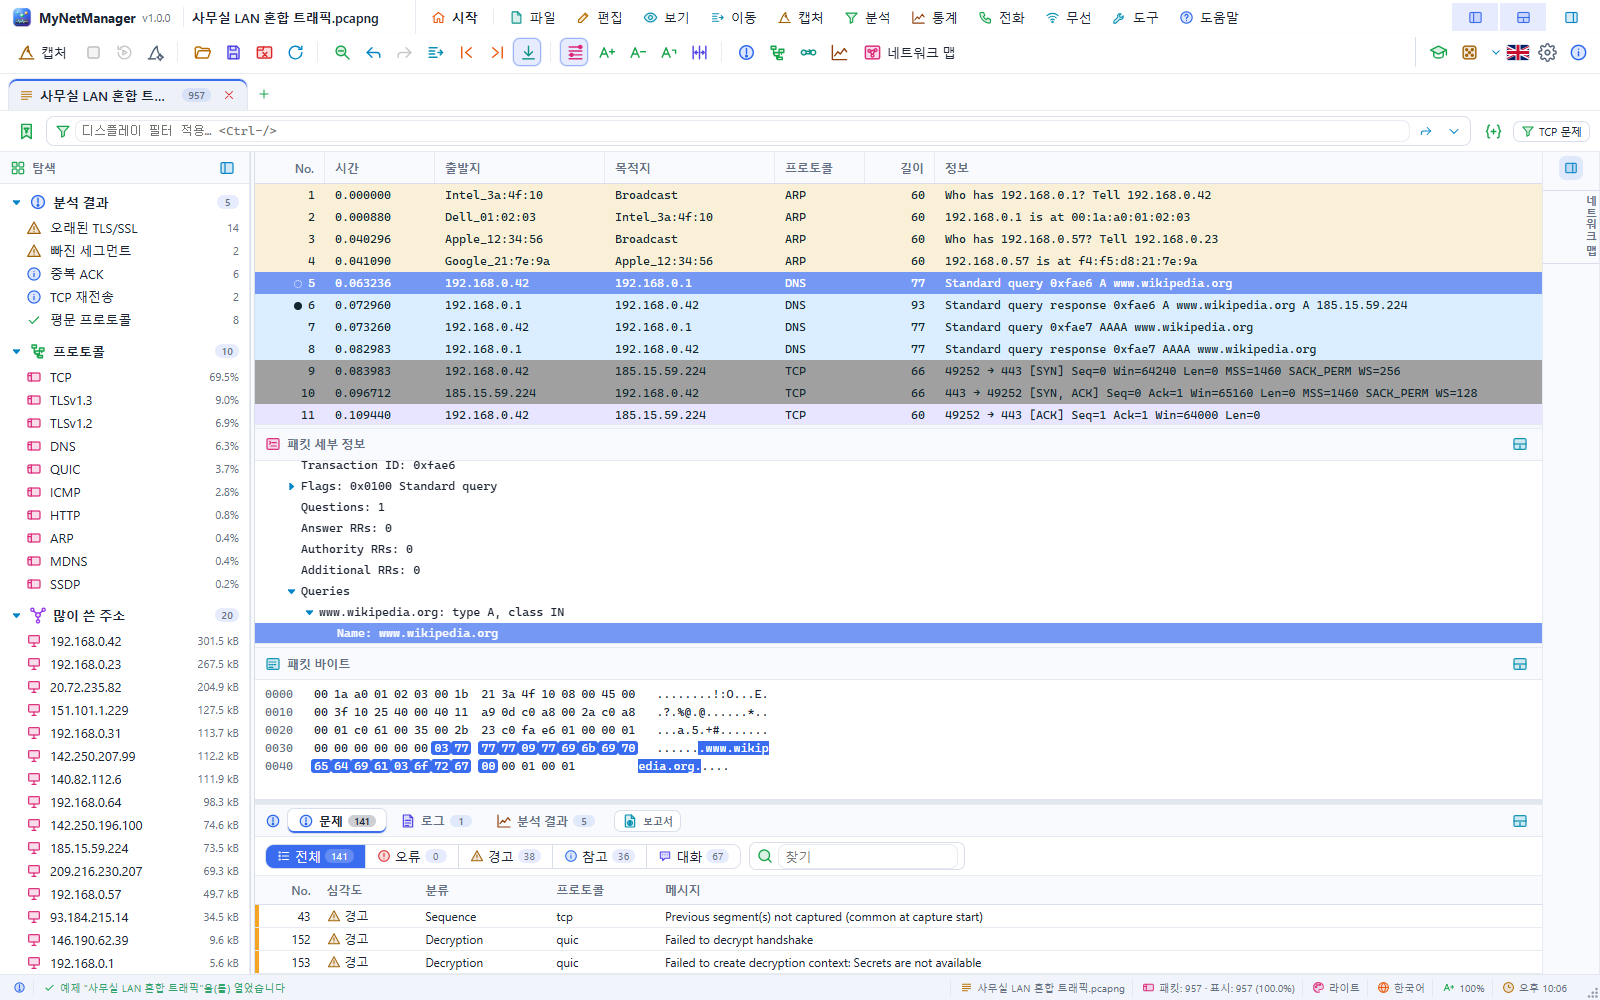 MyNetManager v1.0.0 사무실 LAN 혼합 트래픽.pcapng 시작 파일 편집 보기 이동 캡처 분석 통계 전화 무선 도구 도움말
캡처 A+ A- A 네트워크 맵
사무실 LAN 혼합 트... 957
디스플레이 필터 적용… <Ctrl-/> TCP 문제
탐색
분석 결과 5
오래된 TLS/SSL 14
빠진 세그먼트 2
중복 ACK 6
TCP 재전송 2
평문 프로토콜 8
프로토콜 10
TCP 69.5%
TLSv1.3 9.0%
TLSv1.2 6.9%
DNS 6.3%
QUIC 3.7%
ICMP 2.8%
HTTP 0.8%
ARP 0.4%
MDNS 0.4%
SSDP 0.2%
많이 쓴 주소 20
192.168.0.42 301.5 kB
192.168.0.23 267.5 kB
20.72.235.82 204.9 kB
151.101.1.229 127.5 kB
192.168.0.31 113.7 kB
142.250.207.99 112.2 kB
140.82.112.6 111.9 kB
192.168.0.64 98.3 kB
142.250.196.100 74.6 kB
185.15.59.224 73.5 kB
209.216.230.207 69.3 kB
192.168.0.57 49.7 kB
93.184.215.14 34.5 kB
146.190.62.39 9.6 kB
192.168.0.1 5.6 kB
No. 시간 출발지 목적지 프로토콜 길이 정보
1 0.000000 Intel_3a:4f:10 Broadcast ARP 60 Who has 192.168.0.1? Tell 192.168.0.42
2 0.000880 Dell_01:02:03 Intel_3a:4f:10 ARP 60 192.168.0.1 is at 00:1a:a0:01:02:03
3 0.040296 Apple_12:34:56 Broadcast ARP 60 Who has 192.168.0.57? Tell 192.168.0.23
4 0.041090 Google_21:7e:9a Apple_12:34:56 ARP 60 192.168.0.57 is at f4:f5:d8:21:7e:9a
5 0.063236 192.168.0.42 192.168.0.1 DNS 77 Standard query 0xfae6 A www.wikipedia.org
6 0.072960 192.168.0.1 192.168.0.42 DNS 93 Standard query response 0xfae6 A www.wikipedia.org A 185.15.59.224
7 0.073260 192.168.0.42 192.168.0.1 DNS 77 Standard query 0xfae7 AAAA www.wikipedia.org
8 0.082983 192.168.0.1 192.168.0.42 DNS 77 Standard query response 0xfae7 AAAA www.wikipedia.org
9 0.083983 192.168.0.42 185.15.59.224 TCP 66 49252 → 443 [SYN] Seq=0 Win=64240 Len=0 MSS=1460 SACK_PERM WS=256
10 0.096712 185.15.59.224 192.168.0.42 TCP 66 443 → 49252 [SYN, ACK] Seq=0 Ack=1 Win=65160 Len=0 MSS=1460 SACK_PERM WS=128
11 0.109440 192.168.0.42 185.15.59.224 TCP 60 49252 → 443 [ACK] Seq=1 Ack=1 Win=64000 Len=0
네트워크 맵
패킷 세부 정보
Transaction ID: 0xfae6
Flags: 0x0100 Standard query
Questions: 1
Answer RRs: 0
Authority RRs: 0
Additional RRs: 0
Queries
www.wikipedia.org: type A, class IN
Name: www.wikipedia.org
패킷 바이트
0000 00 1a a0 01 02 03 00 1b 21 3a 4f 10 08 00 45 00 ........!:O...E.
0010 00 3f 10 25 40 00 40 11 a9 0d c0 a8 00 2a c0 a8 .?.%@.@......*..
0020 00 01 c0 61 00 35 00 2b 23 c0 fa e6 01 00 00 01 ...a.5.+#.......
0030 00 00 00 00 00 00 03 77 77 77 09 77 69 6b 69 70 .......www.wikip
0040 65 64 69 61 03 6f 72 67 00 00 01 00 01 edia.org.....
문제 141 로그 1 분석 결과 5 보고서
전체 141 오류 0 경고 38 참고 36 대화 67 찾기
No. 심각도 분류 프로토콜 메시지
43 경고 Sequence tcp Previous segment(s) not captured (common at capture start)
152 경고 Decryption quic Failed to decrypt handshake
153 경고 Decryption quic Failed to create decryption context: Secrets are not available
예제 "사무실 LAN 혼합 트래픽"을(를) 열었습니다 사무실 LAN 혼합 트래픽.pcapng 패킷: 957 · 표시: 957 (100.0%) 라이트 한국어 A+ 100% 오후 10:06